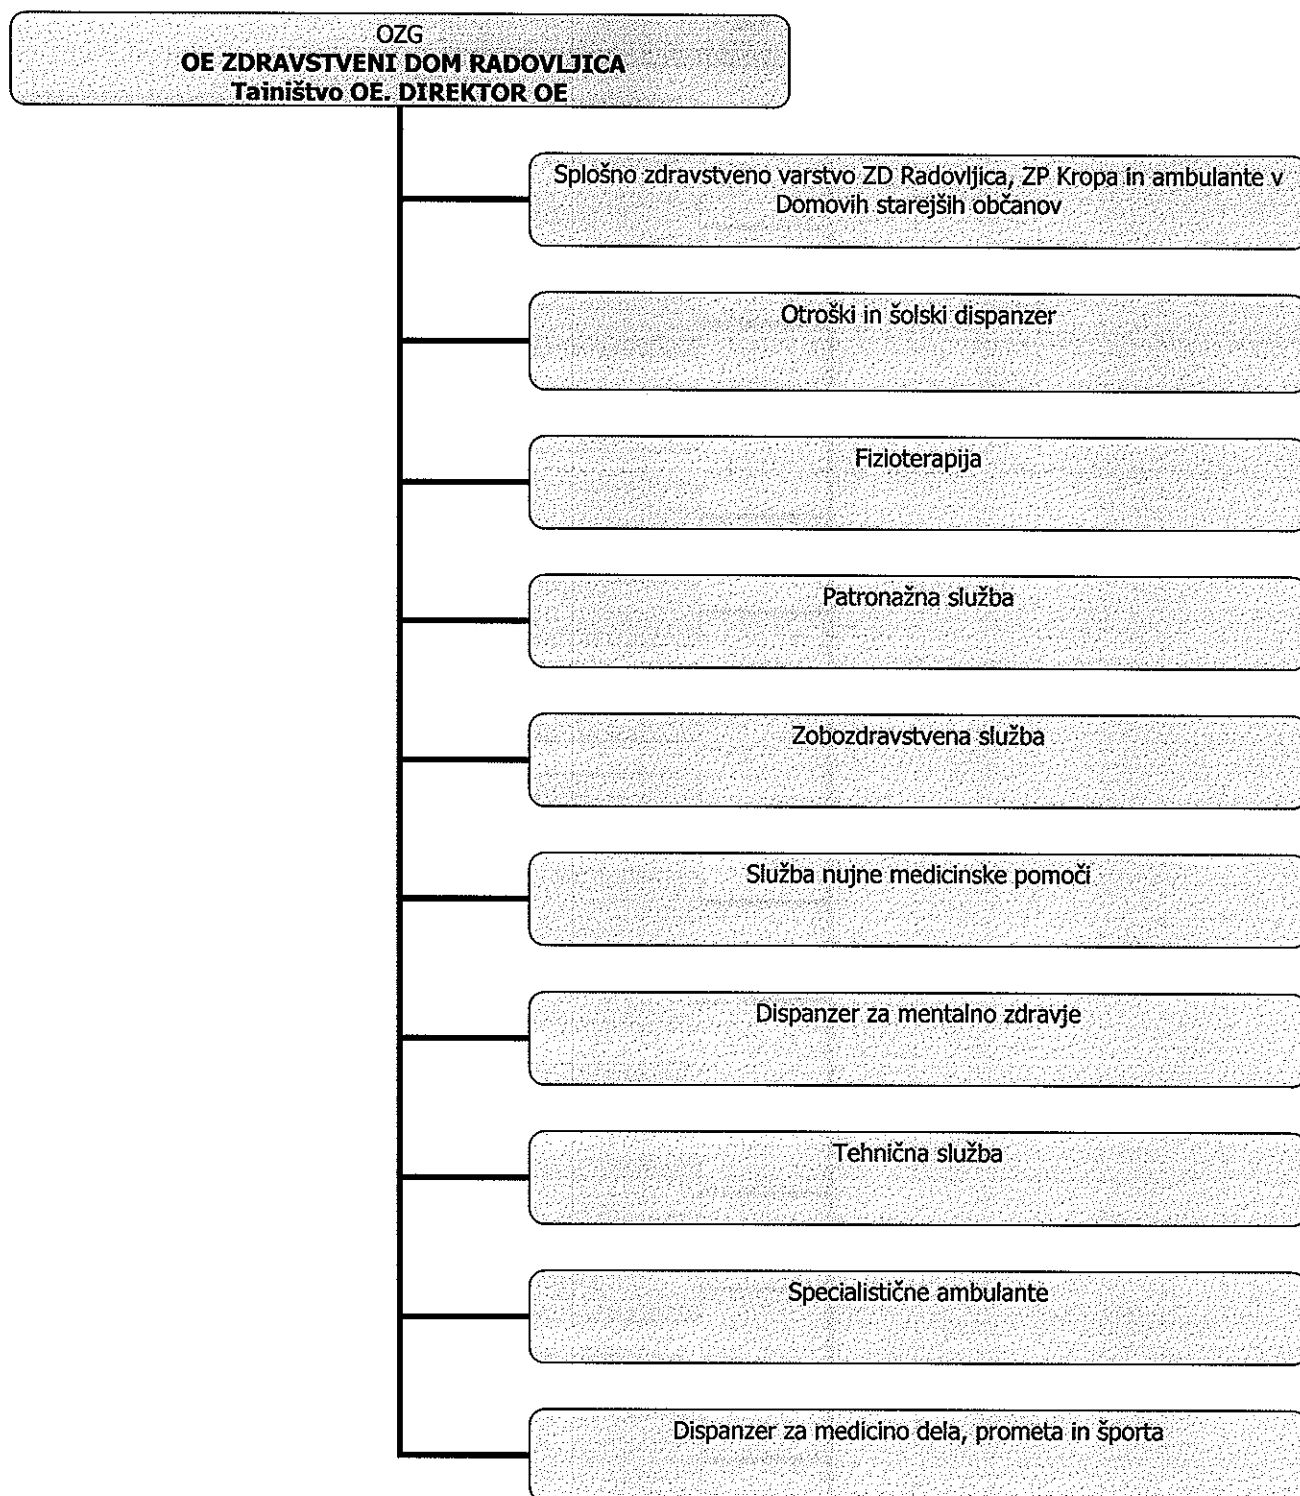 OZG
OE ZDRAVSTVENI DOM RADOVLJICA
Tainištvo OE. DIREKTOR OE
Splošno zdravstveno varstvo ZD Radovljica, ZP Kropa in ambulante v
Domovih starejših občanov
Otroški in šolski dispanzer
Fizioterapija
Patronažna služba
Zobozdravstvena služba
Služba nujne medicinske pomoči
Dispanzer za mentalno zdravje
Tehnična služba
Specialistične ambulante
Dispanzer za medicino dela, prometa in športa